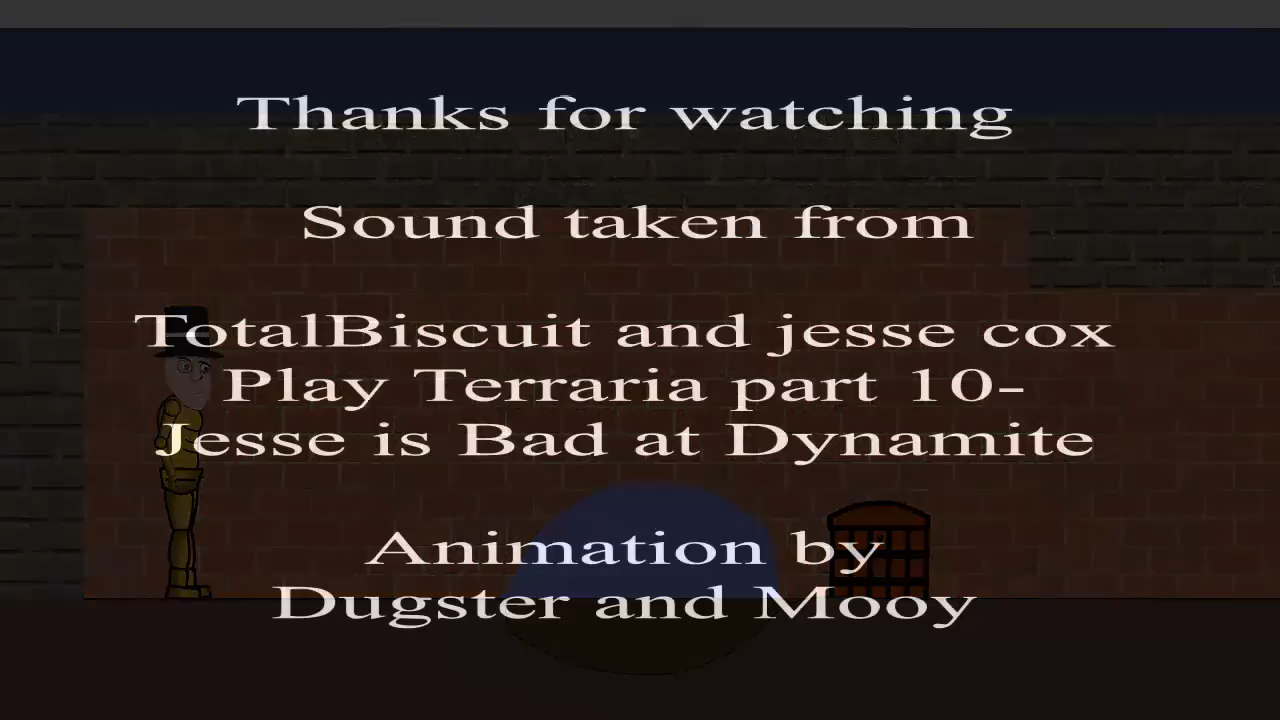 Thanks for watching
Sound taken from
TotalBiscuit and jesse cox
Play Terraria part 10-
Jesse is Bad at Dynamite
Animation by
Dugster and Mooy